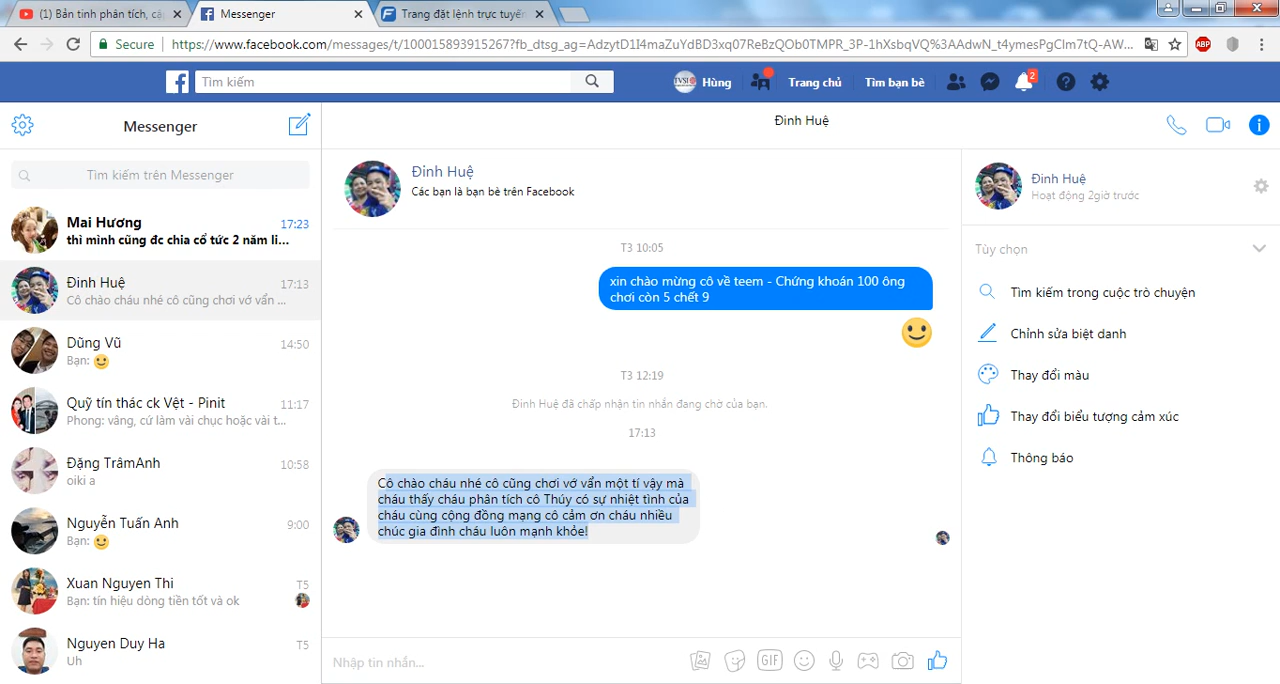 (1) Bản tinh phân tích, cậ
Messenger
Trang đặt lệnh trực tuyến
Secure
https://www.facebook.com/messages/t/100015893915267?fb_dtsg_ag=AdzytD1I4maZuYdBD3xq07ReBzQOb0TMPR_3P-1hXsbqVQ%3AAdwN_t4ymesPgClm7tQ-AW...
ABP
Tìm kiếm
TVSI
Hùng
Trang chủ
Tìm bạn bè
2
Messenger
Đinh Huệ
Tìm kiếm trên Messenger
Mai Hương
17:23
thì mình cũng đc chia cổ tức 2 năm li...
Đinh Huệ
17:13
Cô chào cháu nhé cô cũng chơi vớ vẩn ...
Dũng Vũ
14:50
Bạn: 🙂
Quỹ tín thác ck Vệt - Pinit
11:17
Phong: vâng, cứ làm vài chục hoặc vài t...
Đặng TrâmAnh
10:58
oiki a
Nguyễn Tuấn Anh
9:00
Bạn: 🙂
Xuan Nguyen Thi
T5
Bạn: tín hiệu dòng tiền tốt và ok
Nguyen Duy Ha
T5
Uh
Đinh Huệ
Các bạn là bạn bè trên Facebook
T3 10:05
xin chào mừng cô về teem - Chứng khoán 100 ông
chơi còn 5 chết 9
T3 12:19
Đinh Huệ đã chấp nhận tin nhắn đang chờ của bạn.
17:13
Cô chào cháu nhé cô cũng chơi vớ vẩn một tí vậy mà
cháu thấy cháu phân tích cô Thúy có sự nhiệt tình của
cháu cùng cộng đồng mạng cô cảm ơn cháu nhiều
chúc gia đình cháu luôn mạnh khỏe!
Nhập tin nhắn...
GIF
Đinh Huệ
Hoạt động 2giờ trước
Tùy chọn
Tìm kiếm trong cuộc trò chuyện
Chỉnh sửa biệt danh
Thay đổi màu
Thay đổi biểu tượng cảm xúc
Thông báo